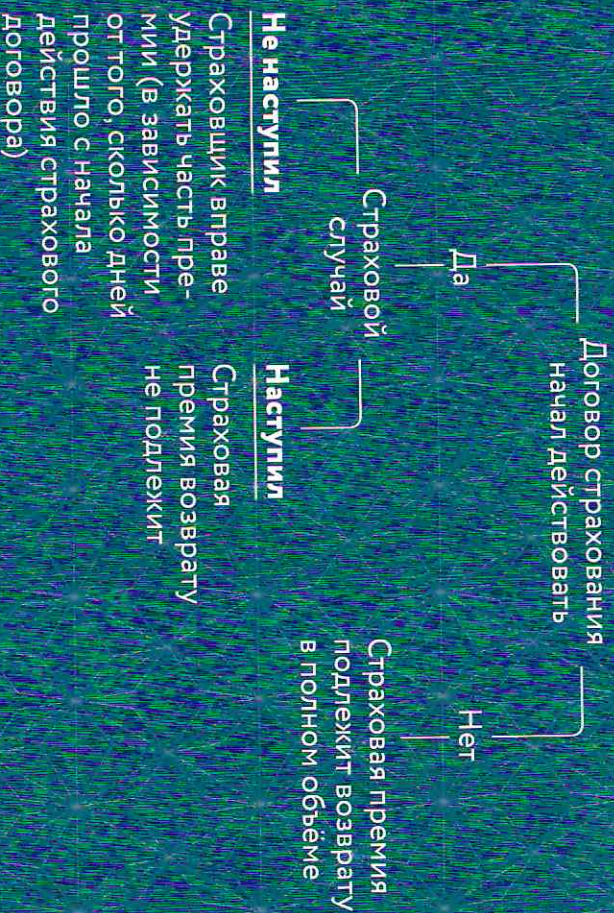 Договор страхования
начал действовать
Да
Нет
Страховой
случай
Страховая премия
подлежит возврату
в полном объёме
Не наступил
Страховщик вправе
удержать часть пре-
мии (в зависимости
от того, сколько дней
прошло с начала
действия страхового
договора)
Наступил
Страховая
премия возврату
не подлежит